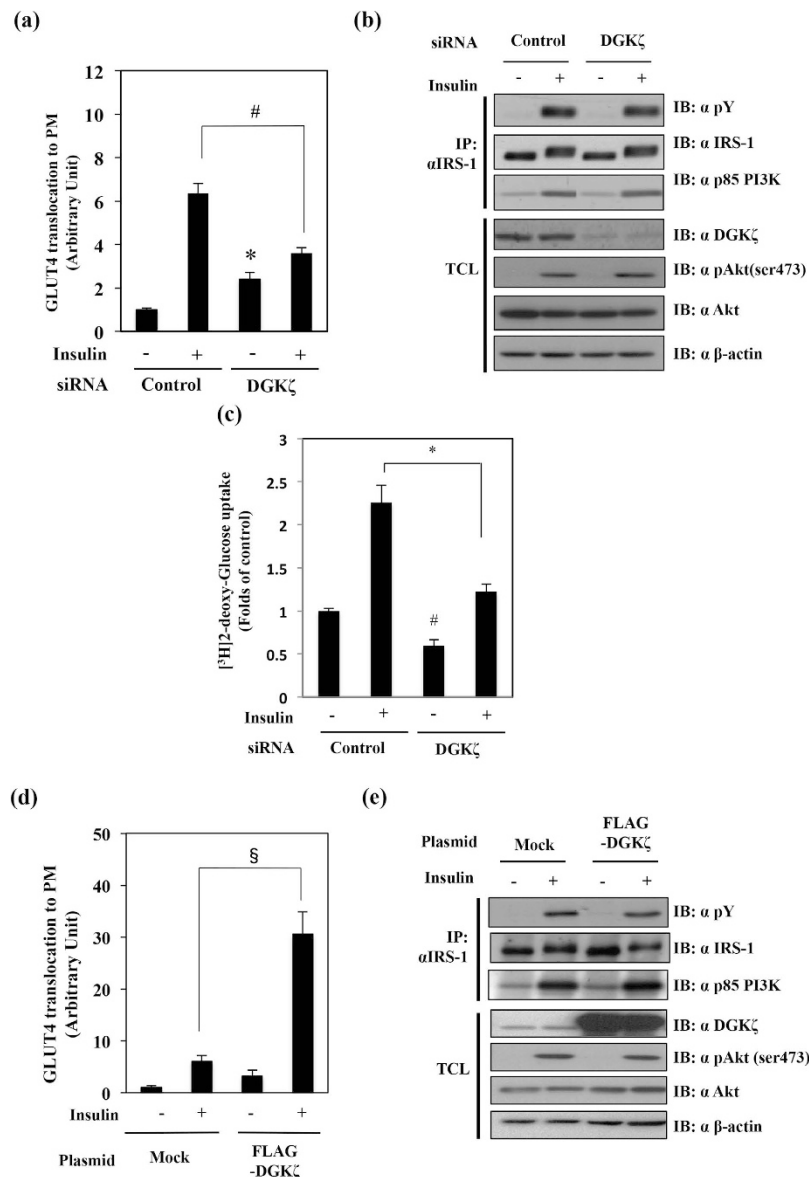 (a)
GLUT4 translocation to PM
(Arbitrary Unit)
12
10
8
6
4
2
0
#
*
Insulin - + - +
siRNA Control DGKζ
(b)
siRNA Control DGKζ
Insulin - + - +
IP:
αIRS-1
IB: α pY
IB: α IRS-1
IB: α p85 PI3K
TCL
IB: α DGKζ
IB: α pAkt(ser473)
IB: α Akt
IB: α β-actin
(c)
[³H]2-deoxy-Glucose uptake
(Folds of control)
3
2.5
2
1.5
1
0.5
0
*
#
Insulin - + - +
siRNA Control DGKζ
(d)
GLUT4 translocation to PM
(Arbitrary Unit)
50
40
30
20
10
0
§
Insulin - + - +
Plasmid Mock FLAG
-DGKζ
(e)
Plasmid Mock FLAG
-DGKζ
Insulin - + - +
IP:
αIRS-1
IB: α pY
IB: α IRS-1
IB: α p85 PI3K
TCL
IB: α DGKζ
IB: α pAkt (ser473)
IB: α Akt
IB: α β-actin